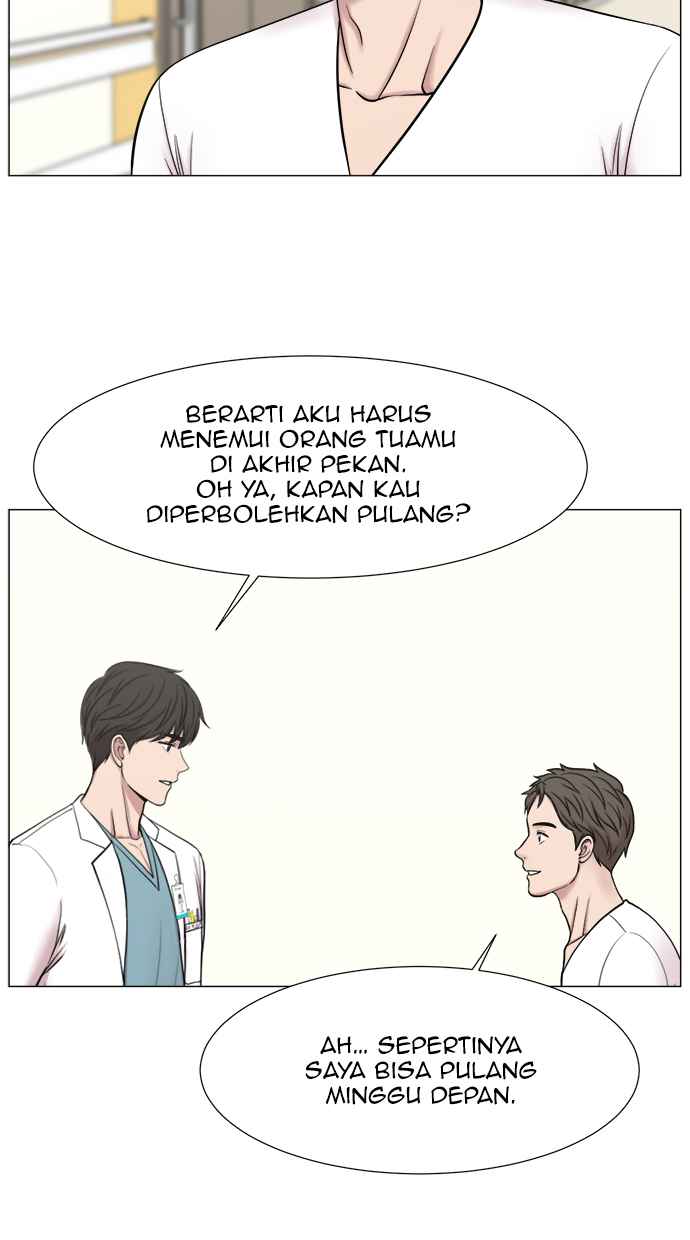 BERARTI AKU HARUS
MENEMUI ORANG TUAMU
DI AKHIR PEKAN.
OH YA, KAPAN KAU
DIPERBOLEHKAN PULANG?
AH... SEPERTINYA
SAYA BISA PULANG
MINGGU DEPAN.